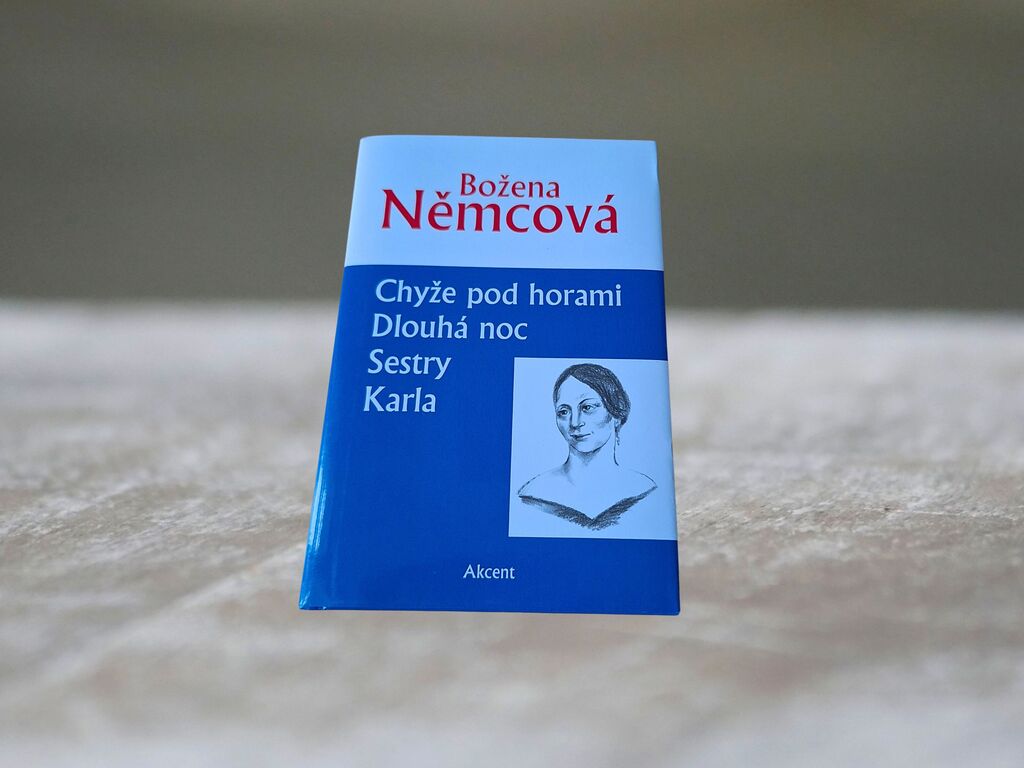 Božena
Němcová
Chyže pod horami
Dlouhá noc
Sestry
Karla
Akcent